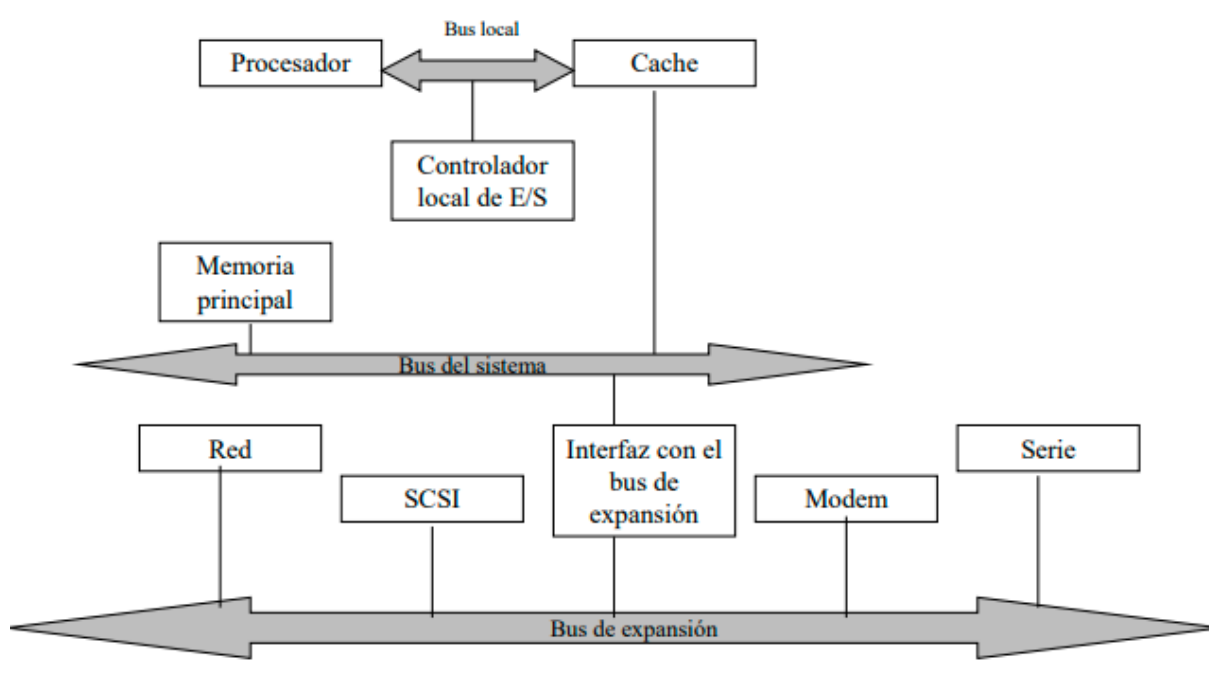 Bus local
Procesador
Cache
Controlador
local de E/S
Memoria
principal
Bus del sistema
Red
Interfaz con el
bus de
expansión
Serie
SCSI
Modem
Bus de expansión